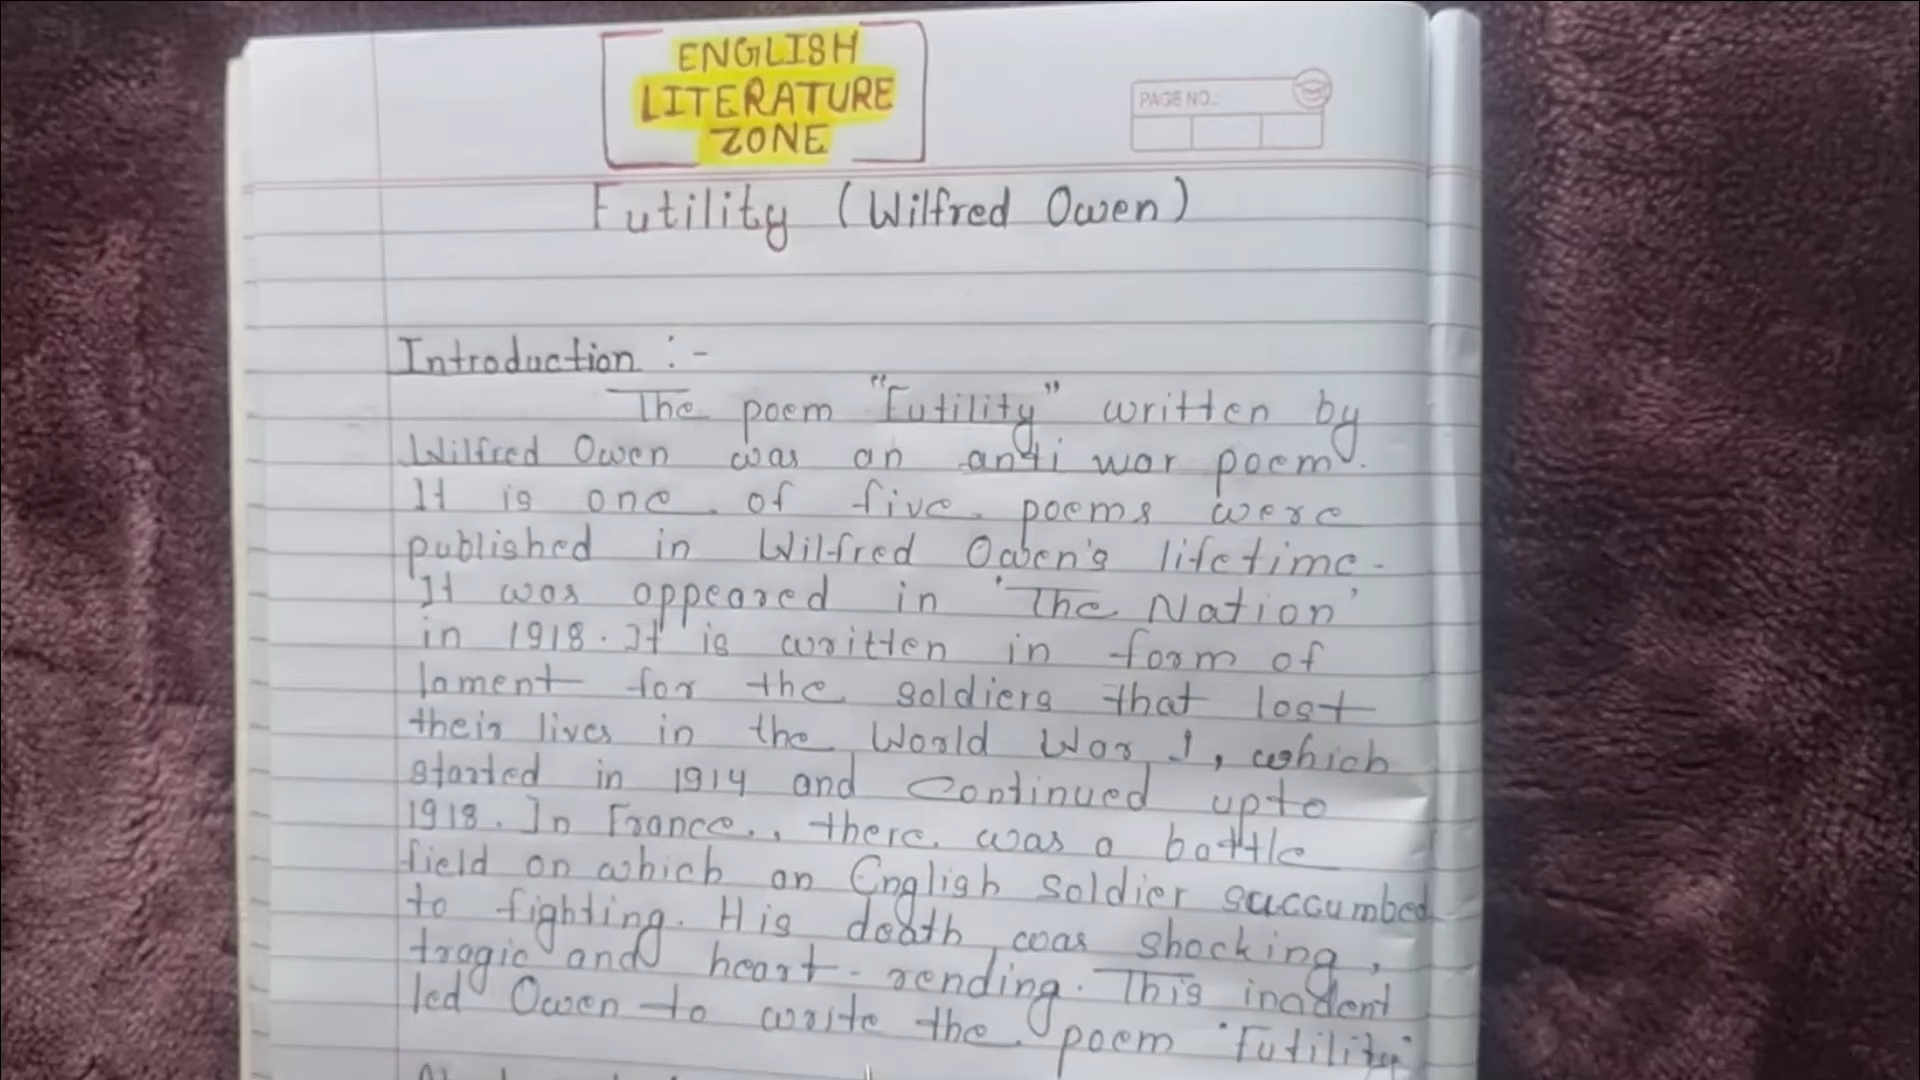 ENGLISH
LITERATURE
ZONE
PAGE NO.
Futility (Wilfred Owen)
Introduction :-
The poem "Futility" written by
Wilfred Owen was an anti war poem.
It is one of five poems were
published in Wilfred Owen's lifetime.
It was appeared in 'The Nation'
in 1918. It is written in form of
lament for the soldiers that lost
their lives in the World War I, which
started in 1914 and continued upto
1918. In France, there was a battle
field on which an English soldier succumbed
to fighting. His death was shocking,
tragic and heart-rending. This incident
led Owen to write the poem 'Futility'